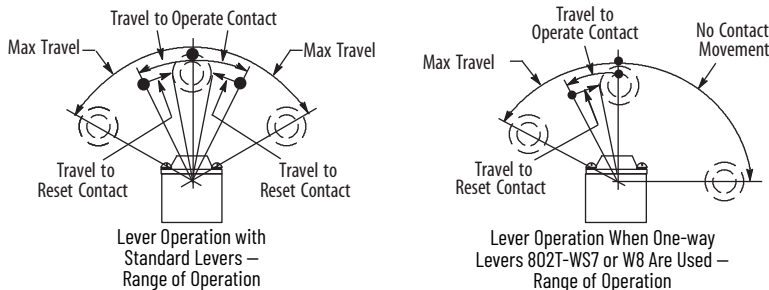 Travel to Operate Contact
Max Travel
Max Travel
Travel to
Reset Contact
Travel to
Reset Contact
Lever Operation with
Standard Levers –
Range of Operation
Travel to
Operate Contact
No Contact
Movement
Max Travel
Travel to
Reset Contact
Lever Operation When One-way
Levers 802T-WS7 or W8 Are Used –
Range of Operation